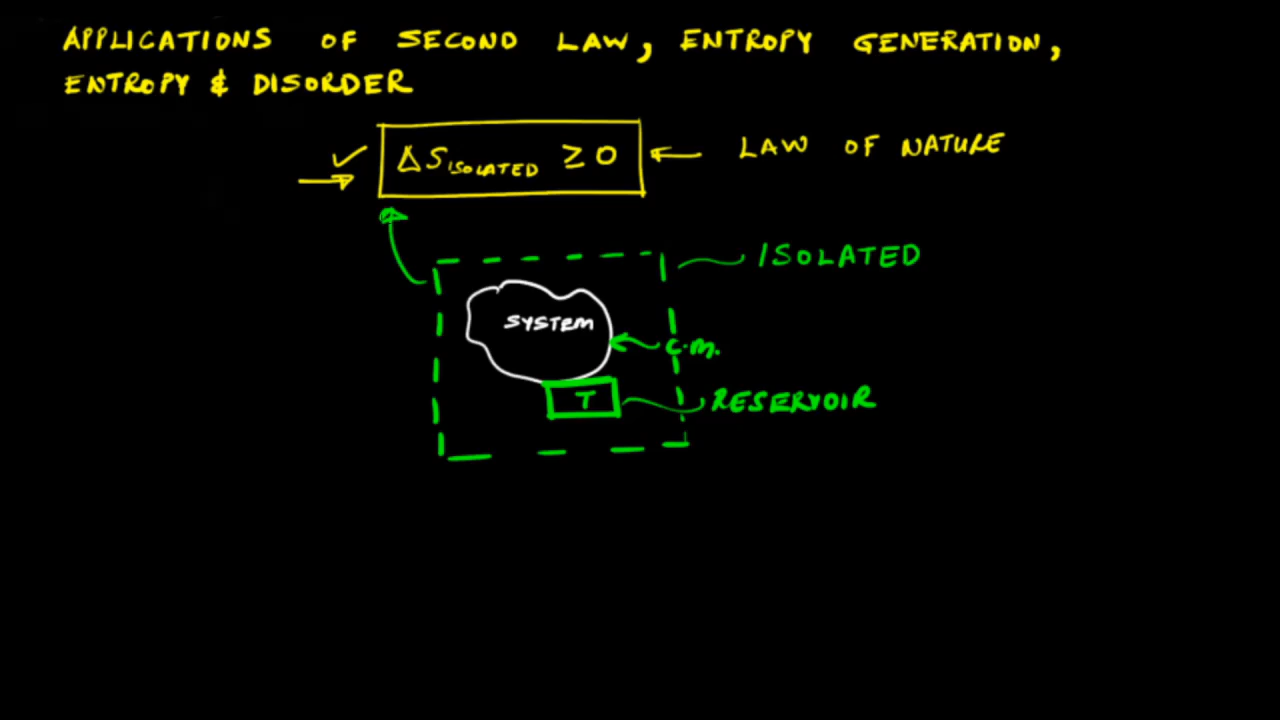 APPLICATIONS OF SECOND LAW, ENTROPY GENERATION,
ENTROPY & DISORDER
ΔS_ISOLATED ≥ 0
LAW OF NATURE
ISOLATED
SYSTEM
C.M.
T
RESERVOIR